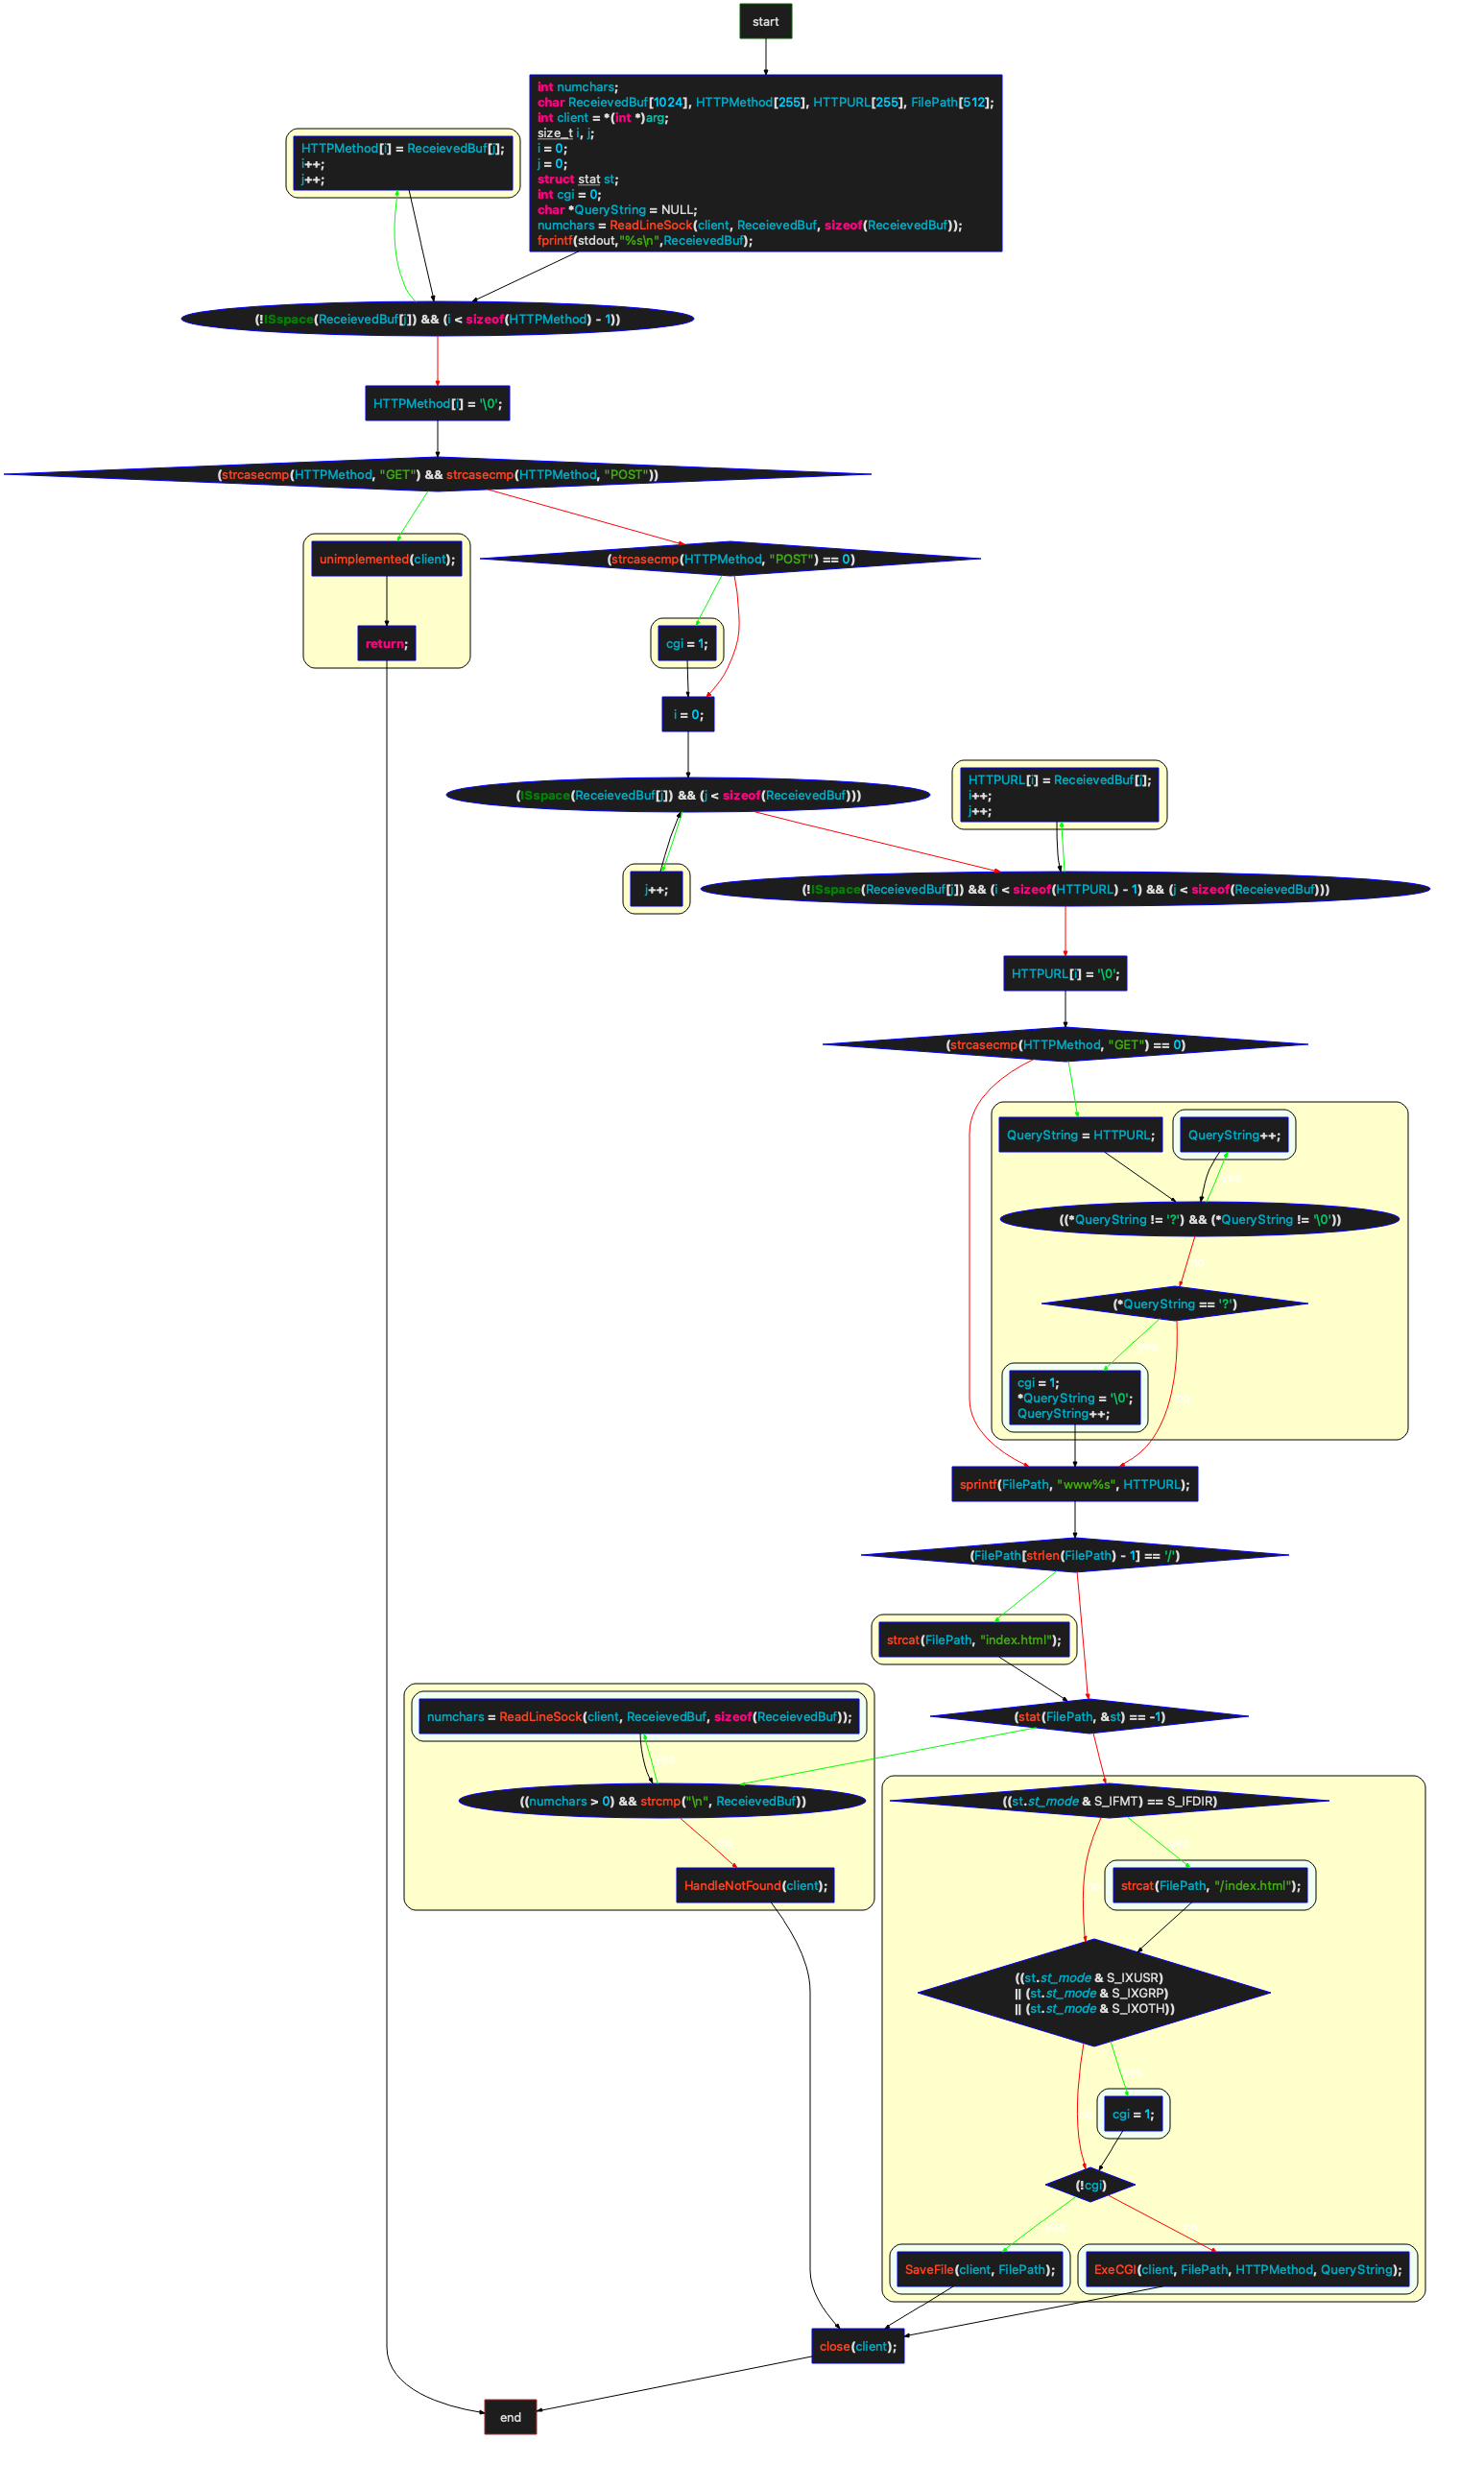 start
int numchars;
char ReceievedBuf[1024], HTTPMethod[255], HTTPURL[255], FilePath[512];
int client = *(int *)arg;
size_t i, j;
i = 0;
j = 0;
struct stat st;
int cgi = 0;
char *QueryString = NULL;
numchars = ReadLineSock(client, ReceievedBuf, sizeof(ReceievedBuf));
fprintf(stdout,"%s\n",ReceievedBuf);
HTTPMethod[i] = ReceievedBuf[j];
i++;
j++;
(!ISspace(ReceievedBuf[j]) && (i < sizeof(HTTPMethod) - 1))
HTTPMethod[i] = '\0';
(strcasecmp(HTTPMethod, "GET") && strcasecmp(HTTPMethod, "POST"))
unimplemented(client);
return;
(strcasecmp(HTTPMethod, "POST") == 0)
cgi = 1;
i = 0;
(ISspace(ReceievedBuf[j]) && (j < sizeof(ReceievedBuf)))
j++;
HTTPURL[i] = ReceievedBuf[j];
i++;
j++;
(!ISspace(ReceievedBuf[j]) && (i < sizeof(HTTPURL) - 1) && (j < sizeof(ReceievedBuf)))
HTTPURL[i] = '\0';
(strcasecmp(HTTPMethod, "GET") == 0)
QueryString = HTTPURL;
QueryString++;
((*QueryString != '?') && (*QueryString != '\0'))
(*QueryString == '?')
cgi = 1;
*QueryString = '\0';
QueryString++;
sprintf(FilePath, "www%s", HTTPURL);
(FilePath[strlen(FilePath) - 1] == '/')
strcat(FilePath, "index.html");
(stat(FilePath, &st) == -1)
numchars = ReadLineSock(client, ReceievedBuf, sizeof(ReceievedBuf));
((numchars > 0) && strcmp("\n", ReceievedBuf))
HandleNotFound(client);
((st.st_mode & S_IFMT) == S_IFDIR)
strcat(FilePath, "/index.html");
((st.st_mode & S_IXUSR)
|| (st.st_mode & S_IXGRP)
|| (st.st_mode & S_IXOTH))
cgi = 1;
(!cgi)
SaveFile(client, FilePath);
ExeCGI(client, FilePath, HTTPMethod, QueryString);
close(client);
end